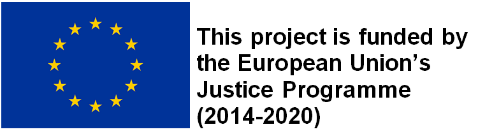 This project is funded by
the European Union's
Justice Programme
(2014-2020)